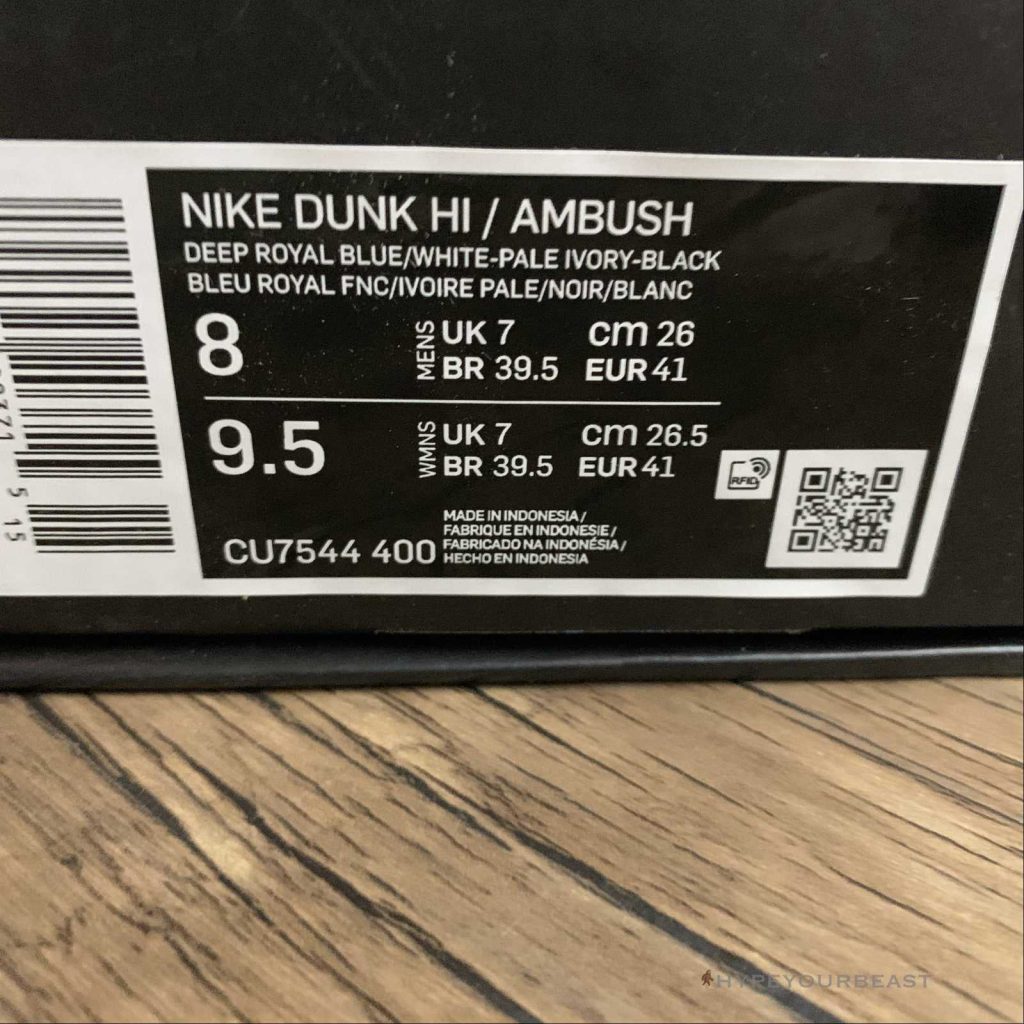 NIKE DUNK HI / AMBUSH
DEEP ROYAL BLUE/WHITE-PALE IVORY-BLACK
BLEU ROYAL FNC/IVOIRE PALE/NOIR/BLANC
8 MENS UK 7 cm 26
BR 39.5 EUR 41
9.5 WMNS UK 7 cm 26.5
BR 39.5 EUR 41
RFID
CU7544 400
MADE IN INDONESIA/
FABRIQUE EN INDONESIE/
FABRICADO NA INDONÉSIA/
HECHO EN INDONESIA
5 15
HYPEYOURBEAST